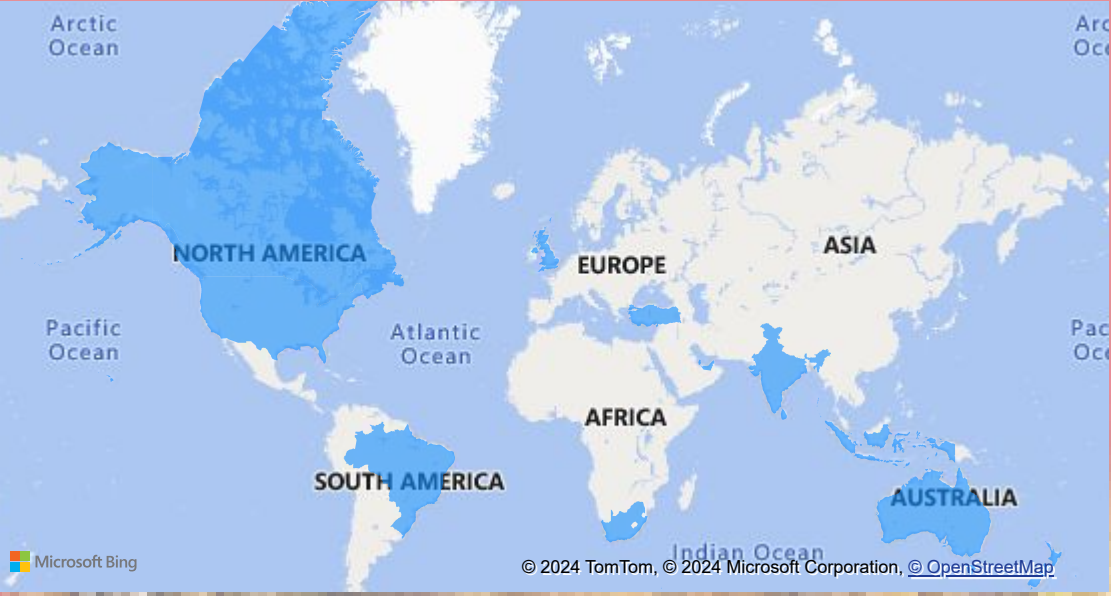 Arctic
Ocean
Arc
Oce
NORTH AMERICA
EUROPE
ASIA
Pacific
Ocean
Atlantic
Ocean
Pac
Oce
AFRICA
SOUTH AMERICA
AUSTRALIA
Indian Ocean
Microsoft Bing
© 2024 TomTom, © 2024 Microsoft Corporation, © OpenStreetMap